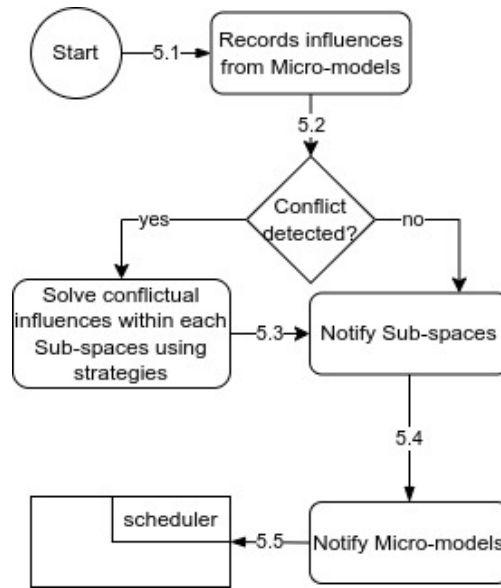 Start
5.1
Records influences
from Micro-models
5.2
Conflict
detected?
yes
no
Solve conflictual
influences within each
Sub-spaces using
strategies
5.3
Notify Sub-spaces
5.4
scheduler
5.5
Notify Micro-models